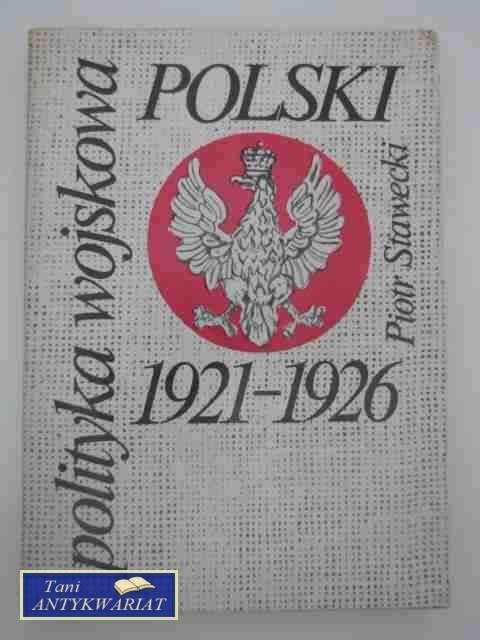 polityka wojskowa
POLSKI
1921–1926
Piotr Stawecki
Tani
ANTYKWARIAT